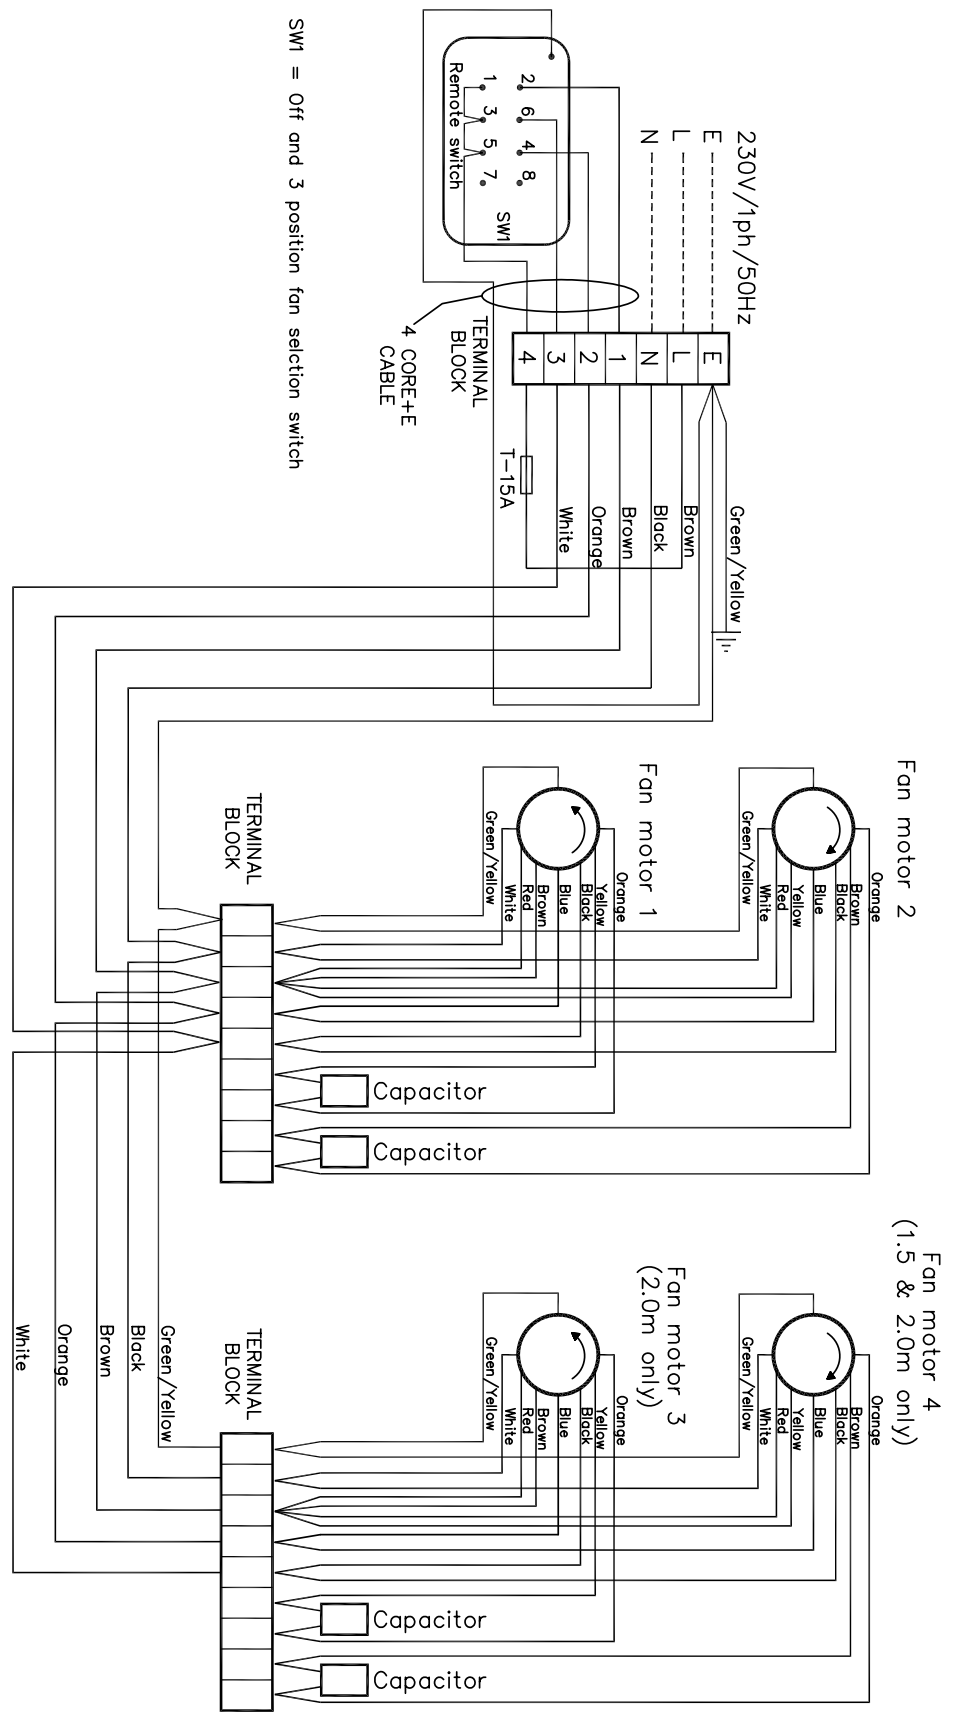 230V/1ph/50Hz
E
L
N
SW1
2
6
4
8
1
3
5
7
Remote switch
E
L
N
1
2
3
4
TERMINAL
BLOCK
4 CORE+E
CABLE
SW1 = Off and 3 position fan selction switch
Green/Yellow
Brown
Black
Brown
Orange
White
T-15A
Fan motor 2
Orange
Brown
Black
Blue
Yellow
Red
White
Green/Yellow
Fan motor 1
Orange
Yellow
Black
Blue
Brown
Red
White
Green/Yellow
TERMINAL
BLOCK
Capacitor
Capacitor
Fan motor 4
(1.5 & 2.0m only)
Orange
Brown
Black
Blue
Yellow
Red
White
Green/Yellow
Fan motor 3
(2.0m only)
Orange
Yellow
Black
Blue
Brown
Red
White
Green/Yellow
TERMINAL
BLOCK
Capacitor
Capacitor
Green/Yellow
Black
Brown
Orange
White